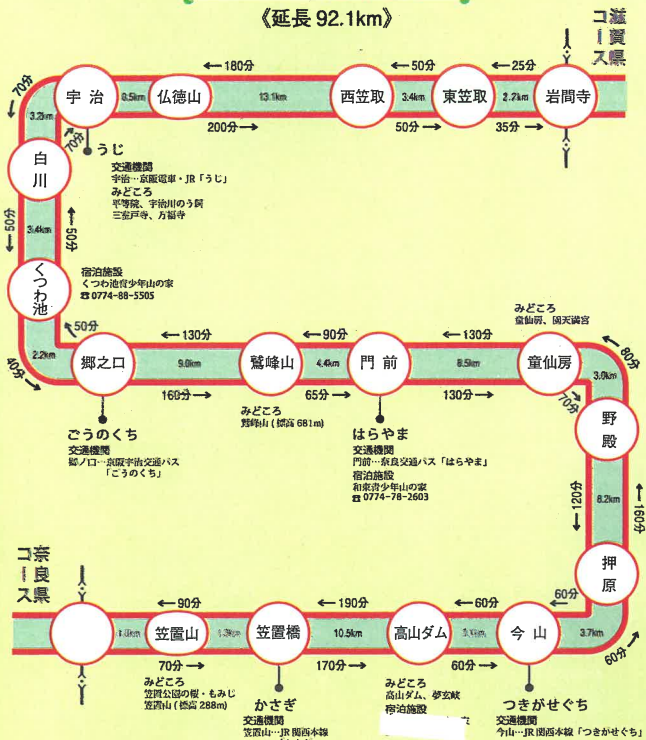 《延長 92.1km》
滋賀県
コース
←180分
←50分
←25分
宇治
仏徳山
13.1km
西笠取
3.4km
東笠取
2.2km
岩間寺
200分→
50分→
35分→
←70分
3.2km
70分→
うじ
交通機関
宇治…京阪電車・JR「うじ」
みどころ
平等院、宇治川のう飼
三室戸寺、万福寺
白川
←50分
3.4km
←50分
くつわ池
宿泊施設
くつわ池青少年山の家
☎ 0774-88-5505
←50分
2.2km
40分→
みどころ
童仙房、国天満宮
←130分
←90分
←130分
←80分
郷之口
9.0km
鷲峰山
4.4km
門前
8.5km
童仙房
3.0km
160分→
65分→
130分→
70分→
みどころ
鷲峰山(標高681m)
ごうのくち
交通機関
郷ノ口…京阪宇治交通バス
「ごうのくち」
はらやま
交通機関
門前…奈良交通バス「はらやま」
宿泊施設
和束青少年山の家
☎ 0774-78-2603
野殿
←120分
8.2km
←160分
押原
奈良県
コース
←90分
←190分
←60分
60分
笠置山
笠置橋
10.5km
高山ダム
今山
3.7km
70分→
170分→
60分→
60分→
みどころ
笠置公園の桜・もみじ
笠置山(標高288m)
かさぎ
交通機関
笠置山…JR関西本線
みどころ
高山ダム、夢玄峡
宿泊施設
つきがせぐち
交通機関
今山…JR関西本線「つきがせぐち」